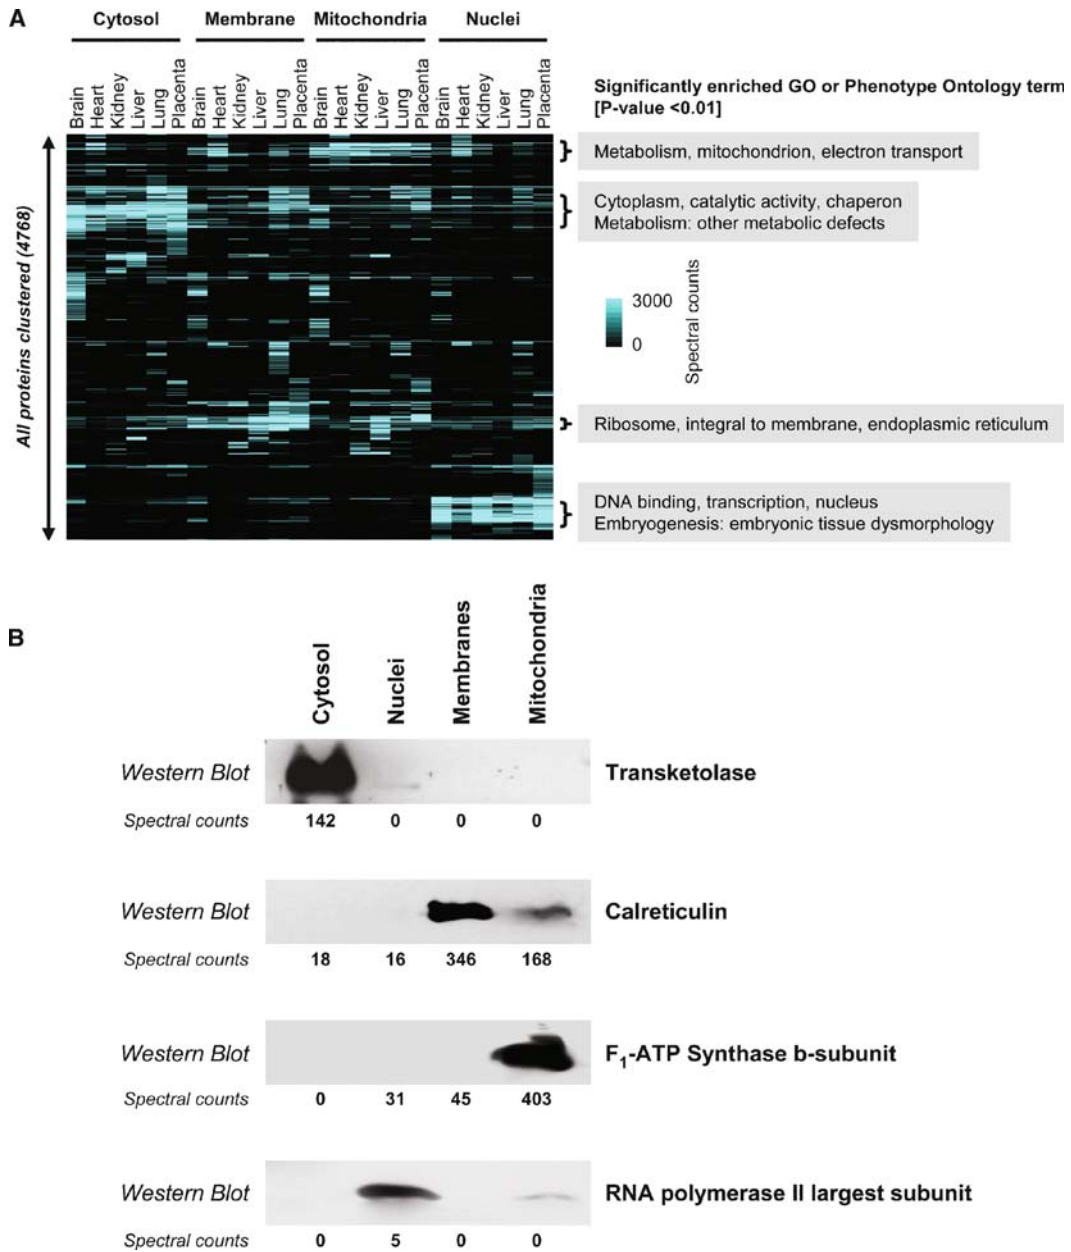 A
Cytosol Membrane Mitochondria Nuclei
Brain Heart Kidney Liver Lung Placenta Brain Heart Kidney Liver Lung Placenta Brain Heart Kidney Liver Lung Placenta Brain Heart Kidney Liver Lung Placenta
Significantly enriched GO or Phenotype Ontology term
[P-value <0.01]
All proteins clustered (4768)
Metabolism, mitochondrion, electron transport
Cytoplasm, catalytic activity, chaperon
Metabolism: other metabolic defects
3000
0
Spectral counts
Ribosome, integral to membrane, endoplasmic reticulum
DNA binding, transcription, nucleus
Embryogenesis: embryonic tissue dysmorphology
B
Cytosol Nuclei Membranes Mitochondria
Western Blot Transketolase
Spectral counts 142 0 0 0
Western Blot Calreticulin
Spectral counts 18 16 346 168
Western Blot F1-ATP Synthase b-subunit
Spectral counts 0 31 45 403
Western Blot RNA polymerase II largest subunit
Spectral counts 0 5 0 0